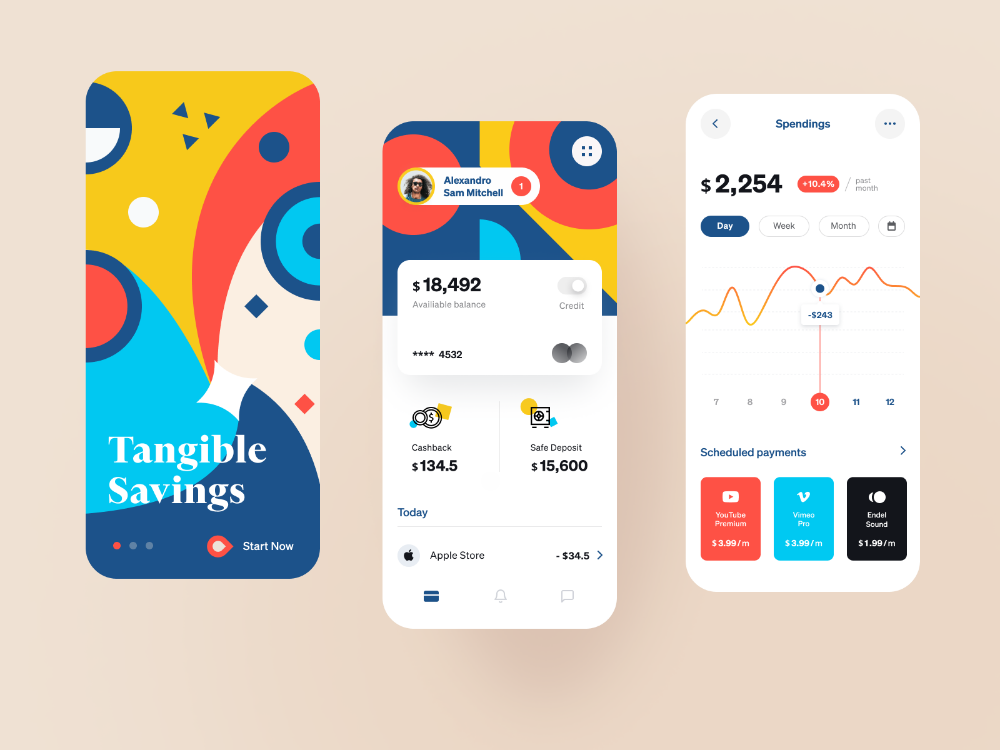 Tangible
Savings
Start Now
Alexandro
Sam Mitchell
1
$ 18,492
Availiable balance
Credit
**** 4532
Cashback
$ 134.5
Safe Deposit
$ 15,600
Today
Apple Store
- $34.5
Spendings
$ 2,254
+10.4%
/
past
month
Day
Week
Month
-$243
7
8
9
10
11
12
Scheduled payments
YouTube
Premium
$ 3.99 / m
Vimeo
Pro
$ 3.99 / m
Endel
Sound
$ 1.99 / m